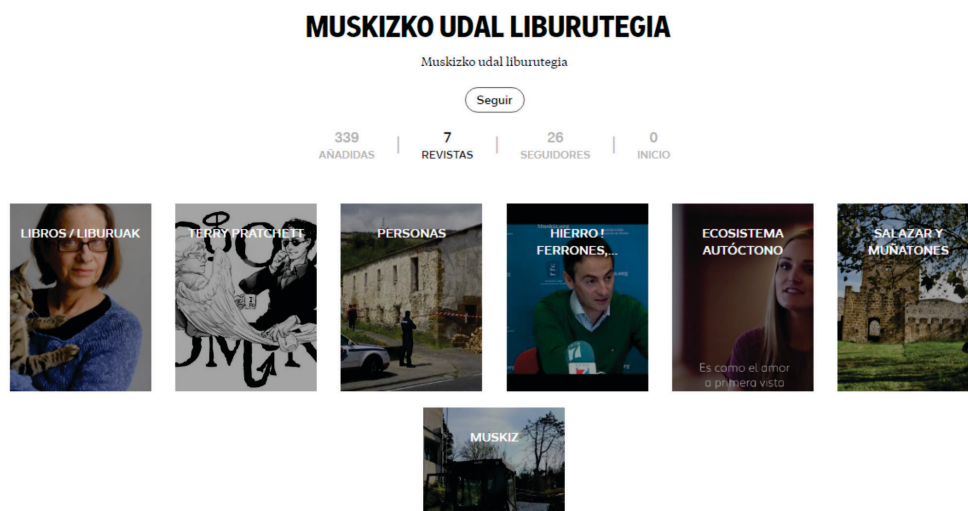 MUSKIZKO UDAL LIBURUTEGIA
Muskizko udal liburutegia
Seguir
339
AÑADIDAS
7
REVISTAS
26
SEGUIDORES
0
INICIO
LIBROS / LIBURUAK
TERRY PRATCHETT
PERSONAS
HIERRO !
FERRONES,...
ECOSISTEMA
AUTÓCTONO
Es como el amor
a primera vista
SALAZAR Y
MUÑATONES
MUSKIZ